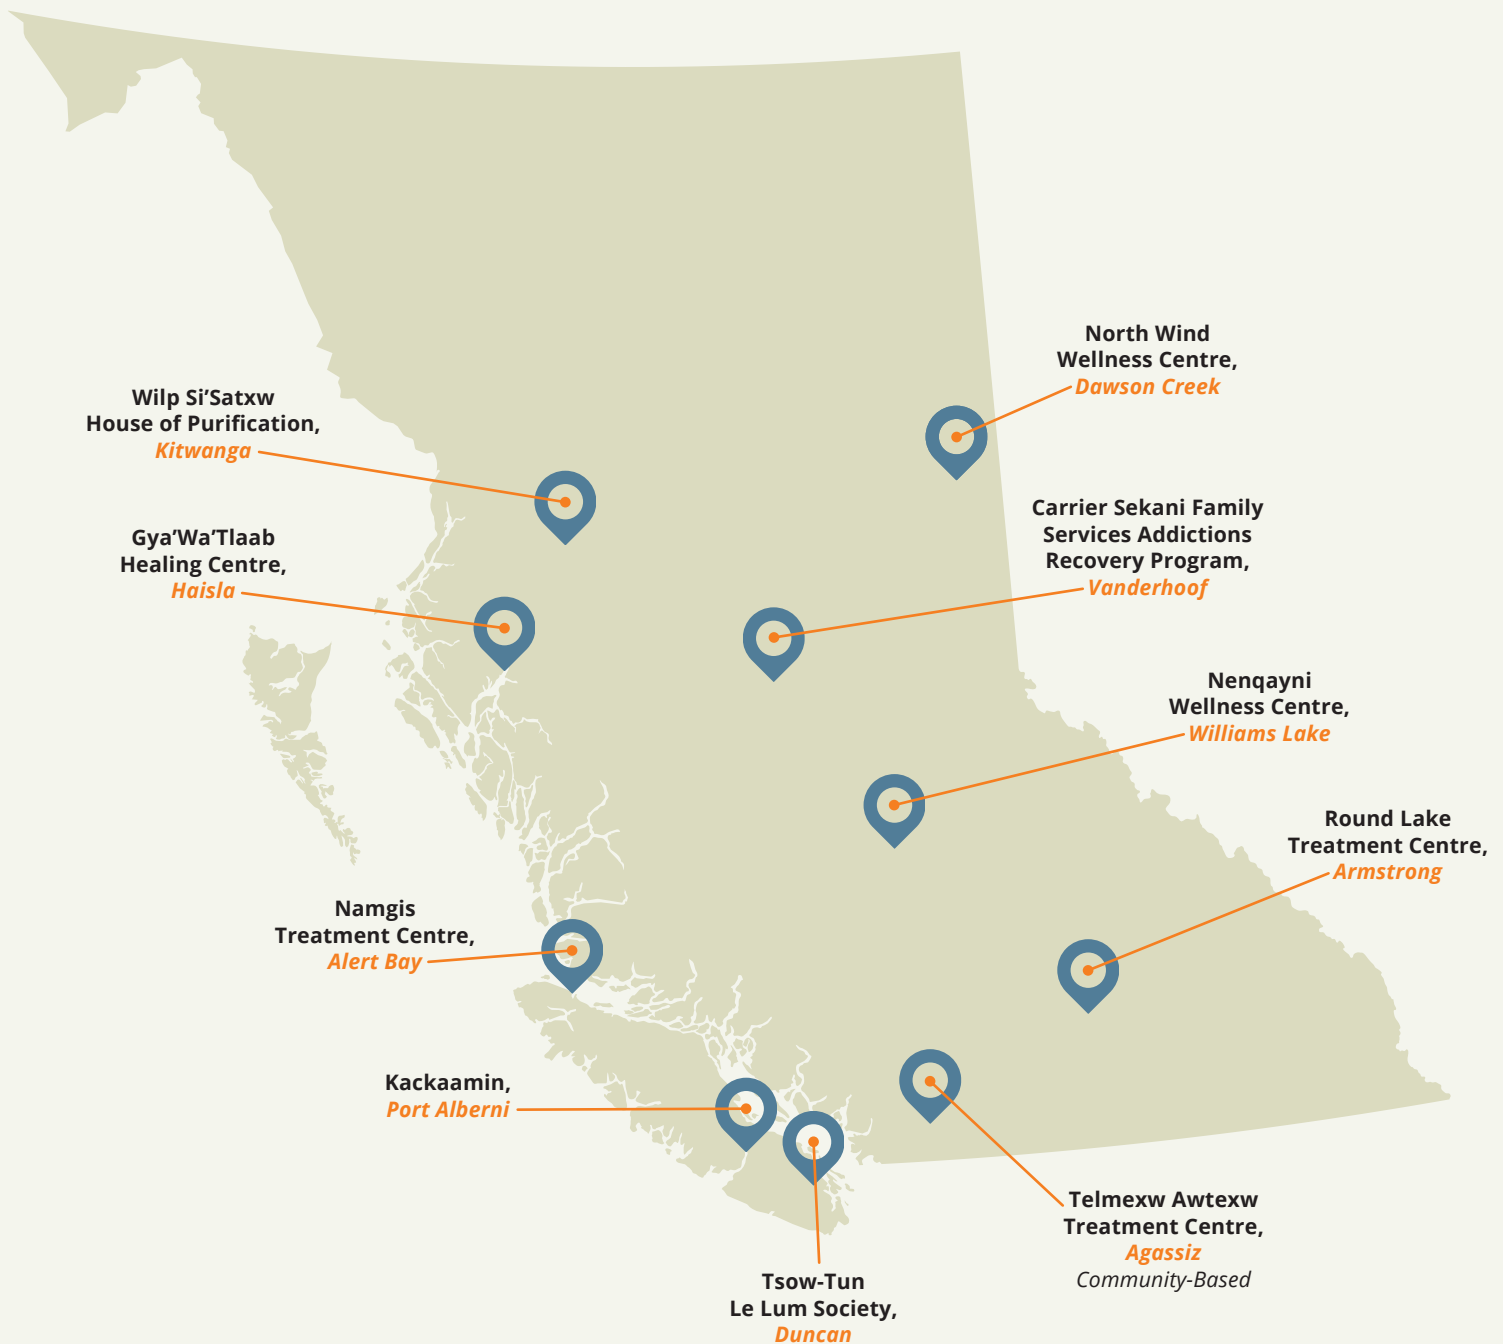 North Wind
Wellness Centre,
Dawson Creek
Wilp Si’Satxw
House of Purification,
Kitwanga
Carrier Sekani Family
Services Addictions
Recovery Program,
Vanderhoof
Gya’Wa’Tlaab
Healing Centre,
Haisla
Nenqayni
Wellness Centre,
Williams Lake
Round Lake
Treatment Centre,
Armstrong
Namgis
Treatment Centre,
Alert Bay
Kackaamin,
Port Alberni
Telmexw Awtexw
Treatment Centre,
Agassiz
Community-Based
Tsow-Tun
Le Lum Society,
Duncan